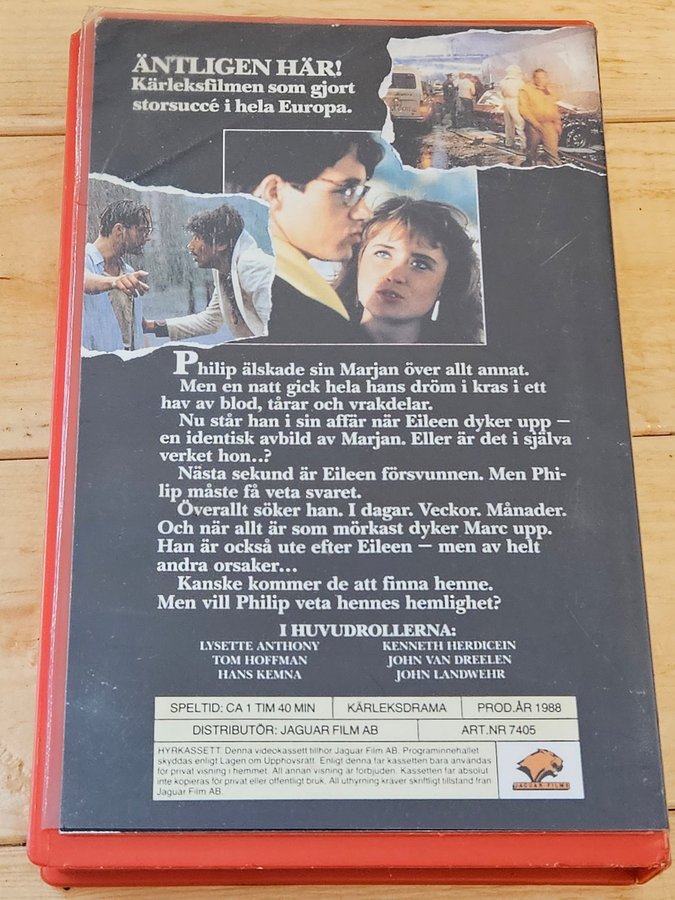 ÄNTLIGEN HÄR!
Kärleksfilmen som gjort
storsuccé i hela Europa.
Philip älskade sin Marjan över allt annat.
Men en natt gick hela hans dröm i kras i ett
hav av blod, tårar och vrakdelar.
Nu står han i sin affär när Eileen dyker upp –
en identisk avbild av Marjan. Eller är det i själva
verket hon..?
Nästa sekund är Eileen försvunnen. Men Phi-
lip måste få veta svaret.
Överallt söker han. I dagar. Veckor. Månader.
Och när allt är som mörkast dyker Marc upp.
Han är också ute efter Eileen – men av helt
andra orsaker...
Kanske kommer de att finna henne.
Men vill Philip veta hennes hemlighet?
I HUVUDROLLERNA:
LYSETTE ANTHONY KENNETH HERDICEIN
TOM HOFFMAN JOHN VAN DREELEN
HANS KEMNA JOHN LANDWEHR
SPELTID: CA 1 TIM 40 MIN KÄRLEKSDRAMA PROD.ÅR 1988
DISTRIBUTÖR: JAGUAR FILM AB ART.NR 7405
HYRKASSETT. Denna videokassett tillhör Jaguar Film AB. Programinnehållet
skyddas enligt Lagen om Upphovsrätt. Enligt denna får kassetten bara användas
för privat visning i hemmet. All annan visning är förbjuden. Kassetten får absolut
inte kopieras för privat eller offentligt bruk. All uthyrning kräver skriftligt tillstånd från
Jaguar Film AB.
JAGUAR FILMS